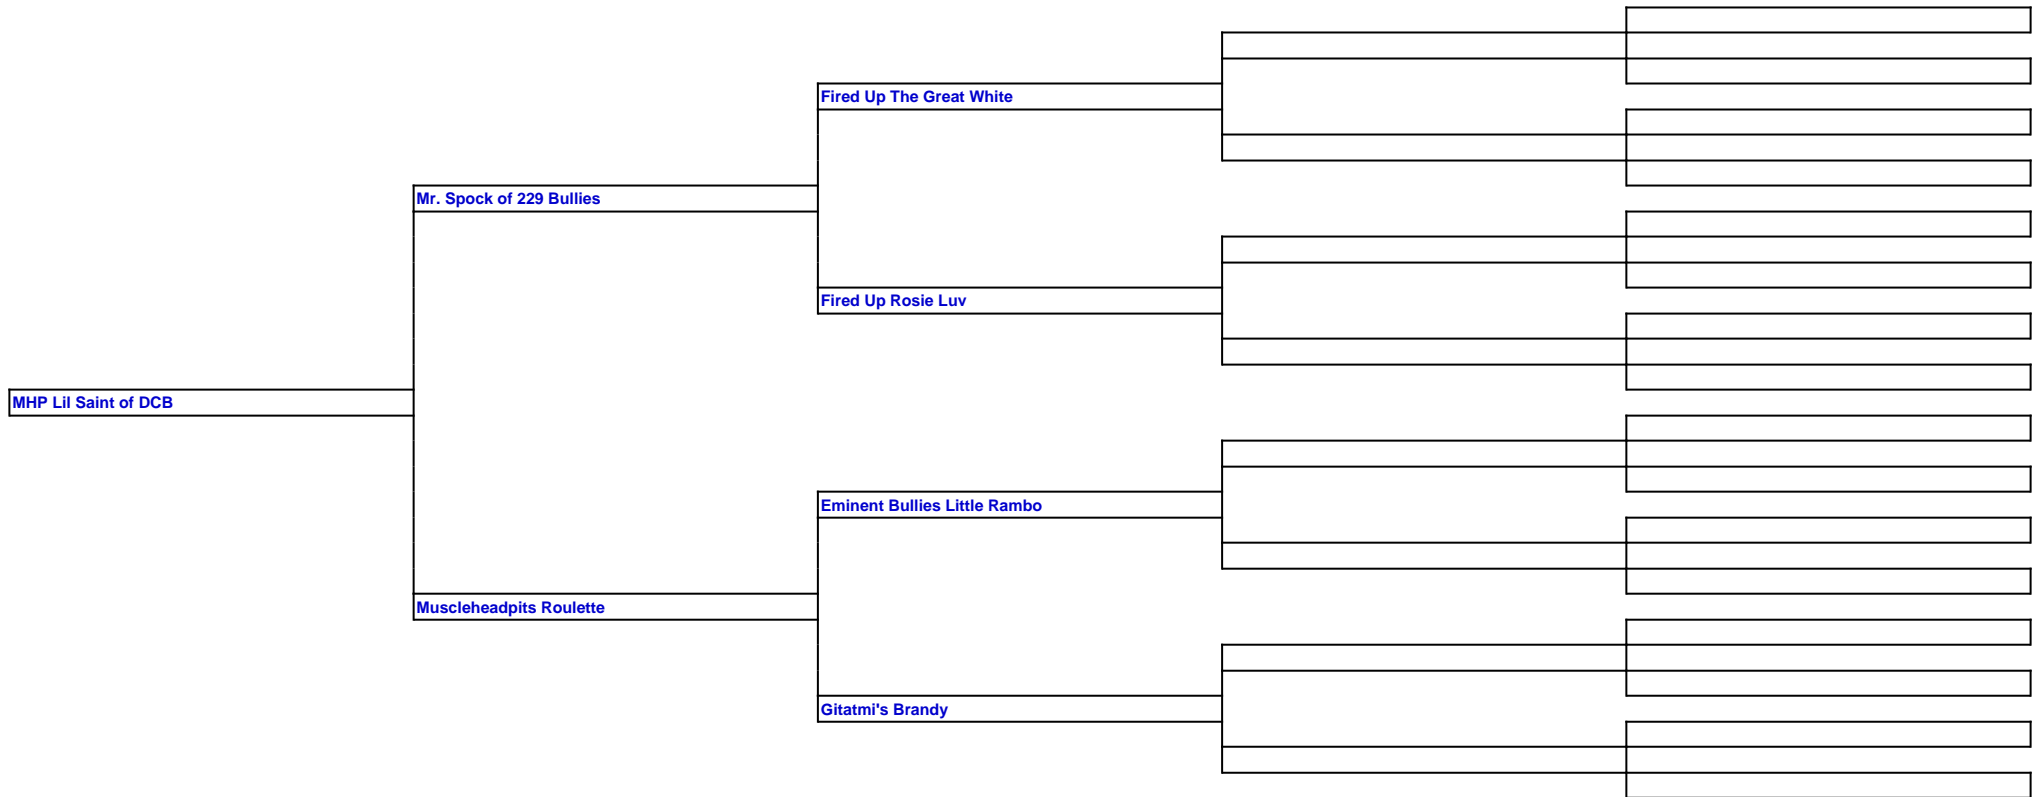 Fired Up The Great White
Mr. Spock of 229 Bullies
Fired Up Rosie Luv
MHP Lil Saint of DCB
Eminent Bullies Little Rambo
Muscleheadpits Roulette
Gitatmi's Brandy